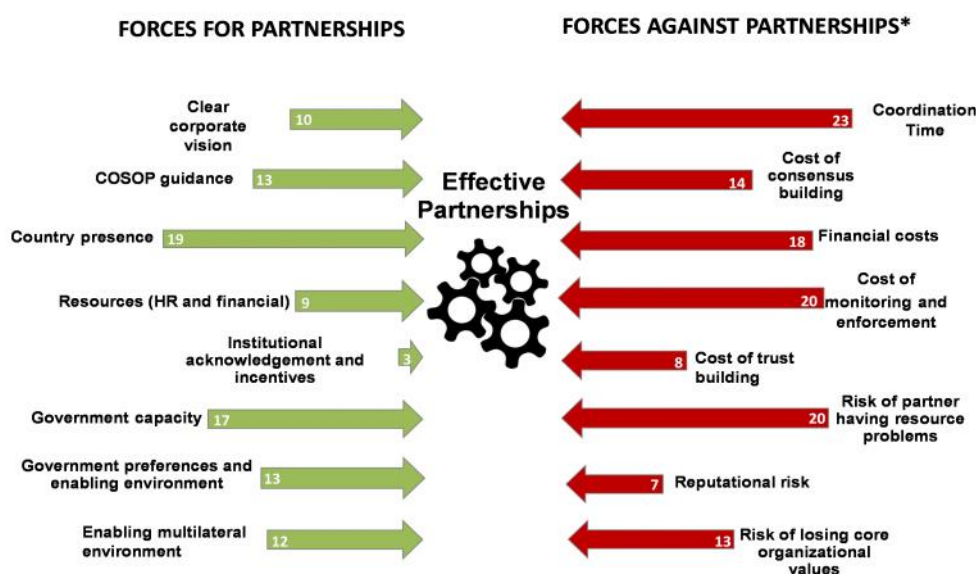 FORCES FOR PARTNERSHIPS
FORCES AGAINST PARTNERSHIPS*
Clear
corporate
vision
10
COSOP guidance
13
Country presence
19
Resources (HR and financial)
9
Institutional
acknowledgement and
incentives
3
Government capacity
17
Government preferences and
enabling environment
13
Enabling multilateral
environment
12
Effective
Partnerships
23
Coordination
Time
14
Cost of
consensus
building
18
Financial costs
20
Cost of
monitoring and
enforcement
8
Cost of trust
building
20
Risk of partner
having resource
problems
7
Reputational risk
13
Risk of losing core
organizational
values